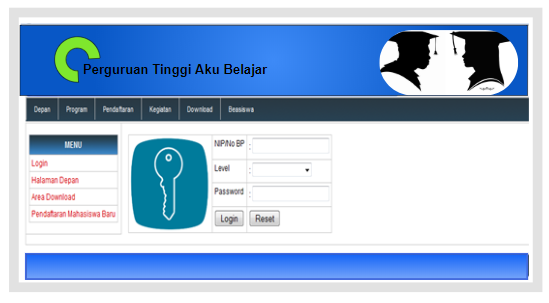 Perguruan Tinggi Aku Belajar
Depan Program Pendaftaran Kegiatan Download Beasiswa
MENU
Login
Halaman Depan
Area Download
Pendaftaran Mahasiswa Baru
NIP/No BP :
Level :
Password :
Login Reset